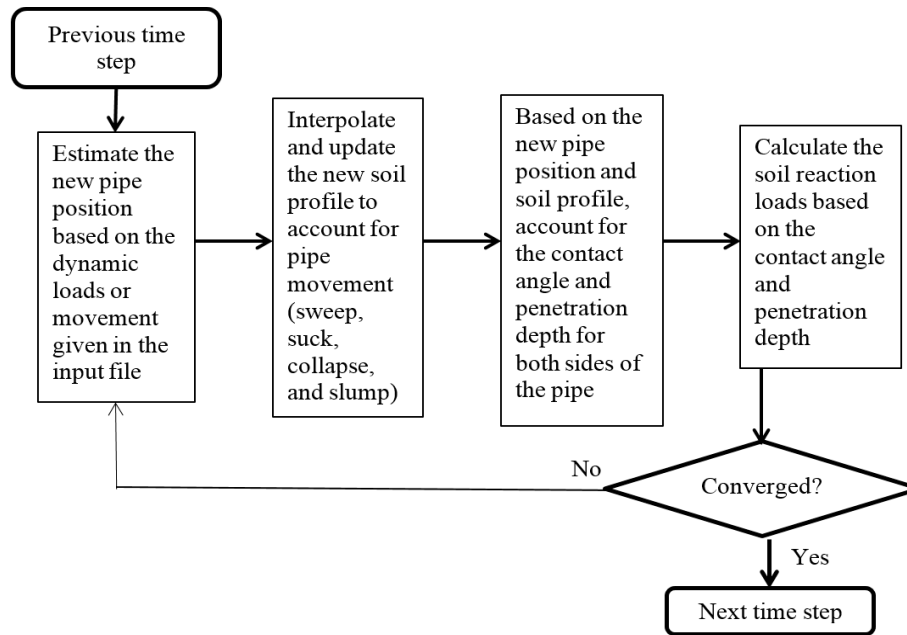 Previous time
step
Estimate the
new pipe
position
based on the
dynamic
loads or
movement
given in the
input file
Interpolate
and update
the new soil
profile to
account for
pipe
movement
(sweep,
suck,
collapse,
and slump)
Based on the
new pipe
position and
soil profile,
account for
the contact
angle and
penetration
depth for
both sides of
the pipe
Calculate the
soil reaction
loads based
on the
contact angle
and
penetration
depth
No
Converged?
Yes
Next time step